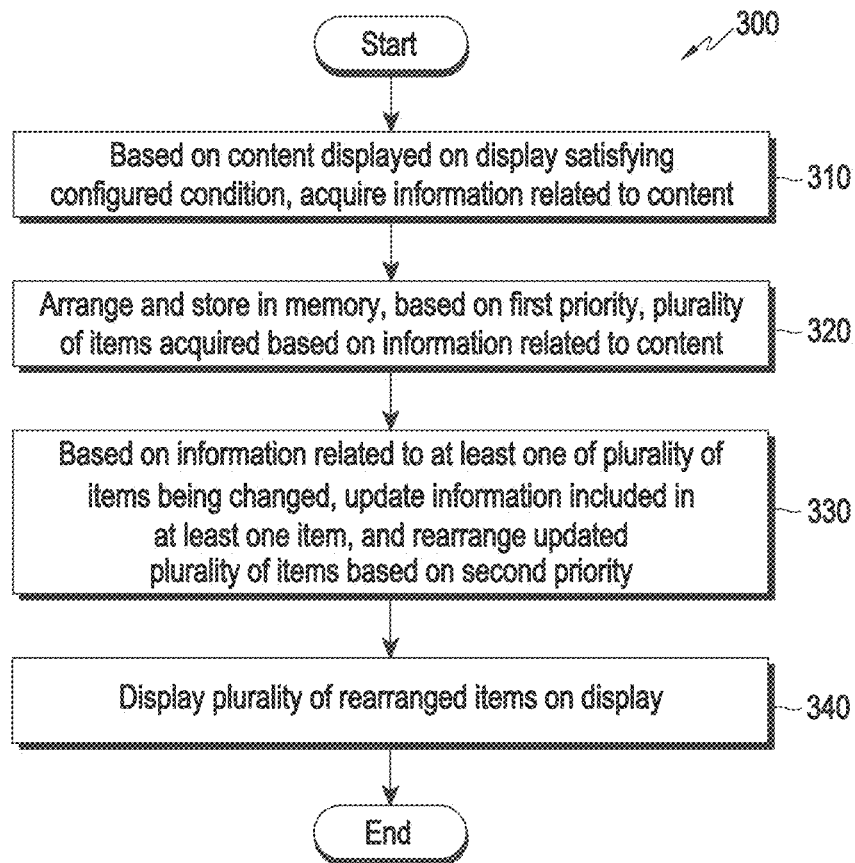 Start
300
Based on content displayed on display satisfying
configured condition, acquire information related to content
310
Arrange and store in memory, based on first priority, plurality
of items acquired based on information related to content
320
Based on information related to at least one of plurality of
items being changed, update information included in
at least one item, and rearrange updated
plurality of items based on second priority
330
Display plurality of rearranged items on display
340
End